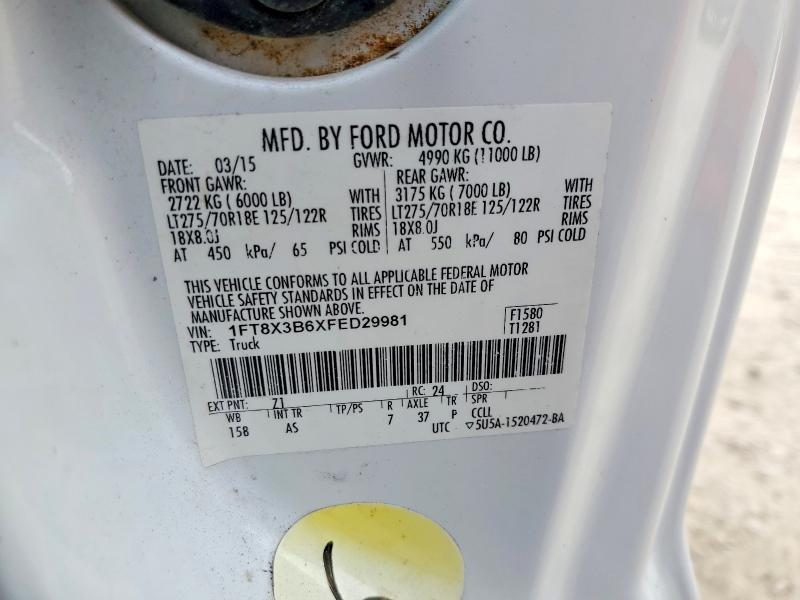 MFD. BY FORD MOTOR CO.
DATE: 03/15 GVWR: 4990 KG (11000 LB)
FRONT GAWR: REAR GAWR:
2722 KG ( 6000 LB) WITH 3175 KG ( 7000 LB) WITH
LT275/70R18E 125/122R TIRES LT275/70R18E 125/122R TIRES
18X8.0J RIMS 18X8.0J RIMS
AT 450 kPa/ 65 PSI COLD AT 550 kPa/ 80 PSI COLD
THIS VEHICLE CONFORMS TO ALL APPLICABLE FEDERAL MOTOR
VEHICLE SAFETY STANDARDS IN EFFECT ON THE DATE OF
MANUFACTURE SHOWN ABOVE.
VIN: 1FT8X3B6XFED29981 F1580
TYPE: Truck T1281
EXT PNT: Z1 RC: 24 DSO:
WB INT TR TP/PS R AXLE TR SPR
158 AS 7 37 P CCLL
UTC ▽5U5A-1520472-BA